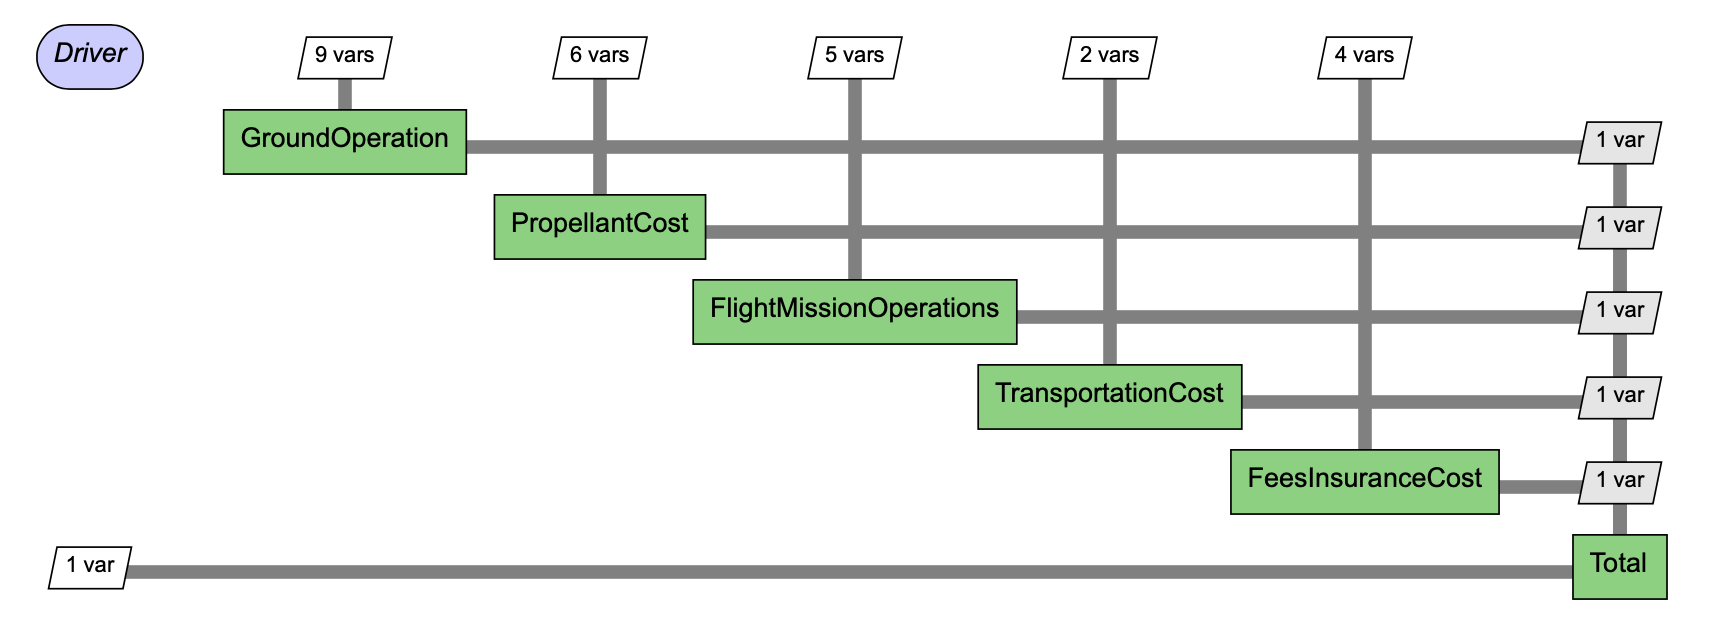 Driver
9 vars
6 vars
5 vars
2 vars
4 vars
GroundOperation
1 var
PropellantCost
1 var
FlightMissionOperations
1 var
TransportationCost
1 var
FeesInsuranceCost
1 var
1 var
Total